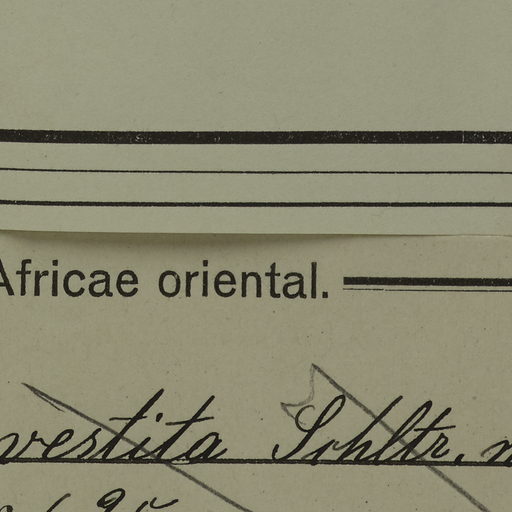 Africae oriental.
vestita Schltr. n